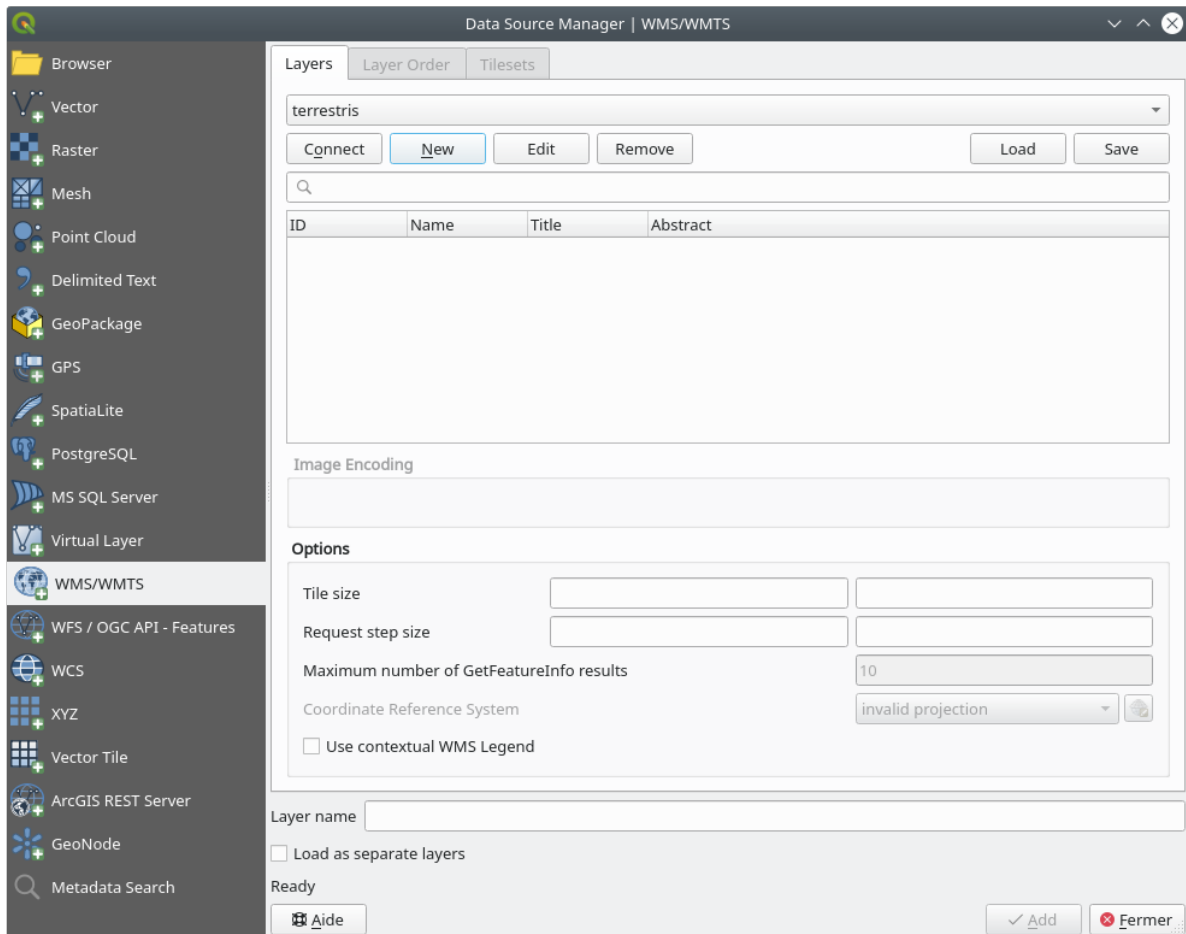 Data Source Manager | WMS/WMTS
Browser
Vector
Raster
Mesh
Point Cloud
Delimited Text
GeoPackage
GPS
SpatiaLite
PostgreSQL
MS SQL Server
Virtual Layer
WMS/WMTS
WFS / OGC API - Features
WCS
XYZ
Vector Tile
ArcGIS REST Server
GeoNode
Metadata Search
Layers Layer Order Tilesets
terrestris
Connect New Edit Remove Load Save
ID Name Title Abstract
Image Encoding
Options
Tile size
Request step size
Maximum number of GetFeatureInfo results 10
Coordinate Reference System invalid projection
Use contextual WMS Legend
Layer name
Load as separate layers
Ready
Aide Add Fermer